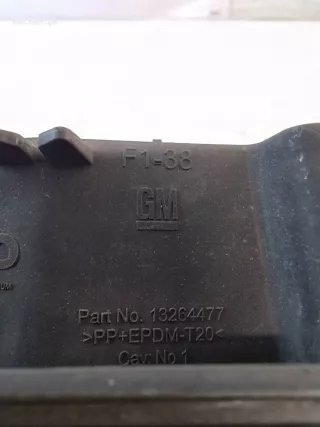 F1-38
GM
Part No. 13264477
>PP+EPDM-T20<
Cav. No 1